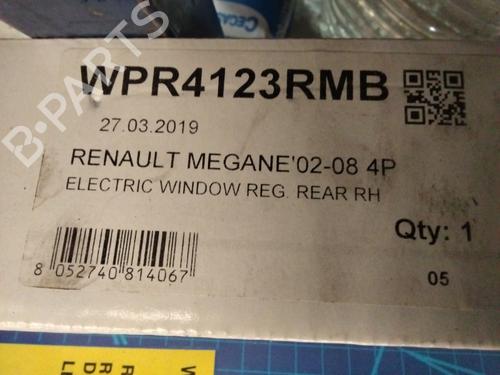 CECAS
WPR4123RMB
27.03.2019
RENAULT MEGANE'02-08 4P
ELECTRIC WINDOW REG. REAR RH
Qty: 1
8 052740 814067
05
B-PARTS